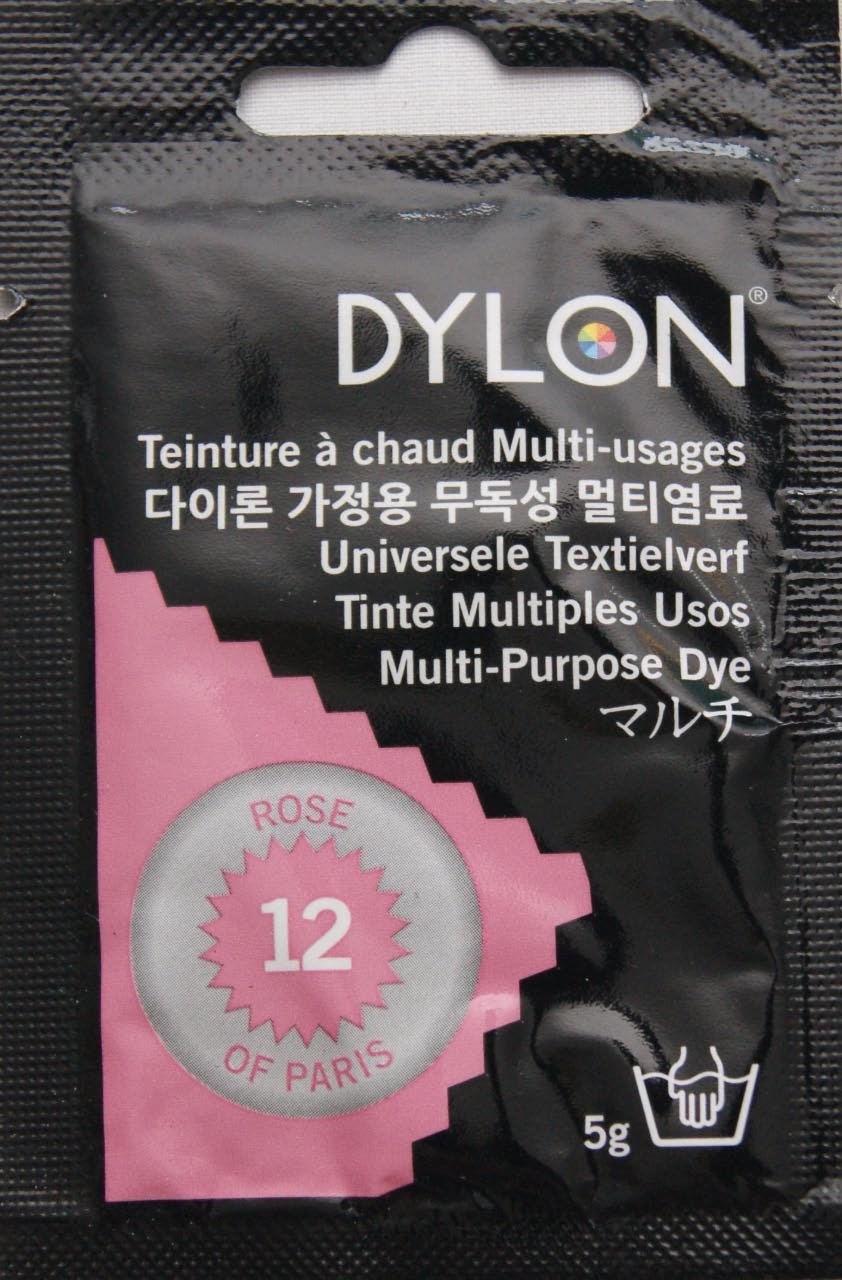 DYLON®
Teinture à chaud Multi-usages
다이론 가정용 무독성 멀티염료
Universele Textielverf
Tinte Multiples Usos
Multi-Purpose Dye
マルチ
ROSE
12
OF PARIS
5g